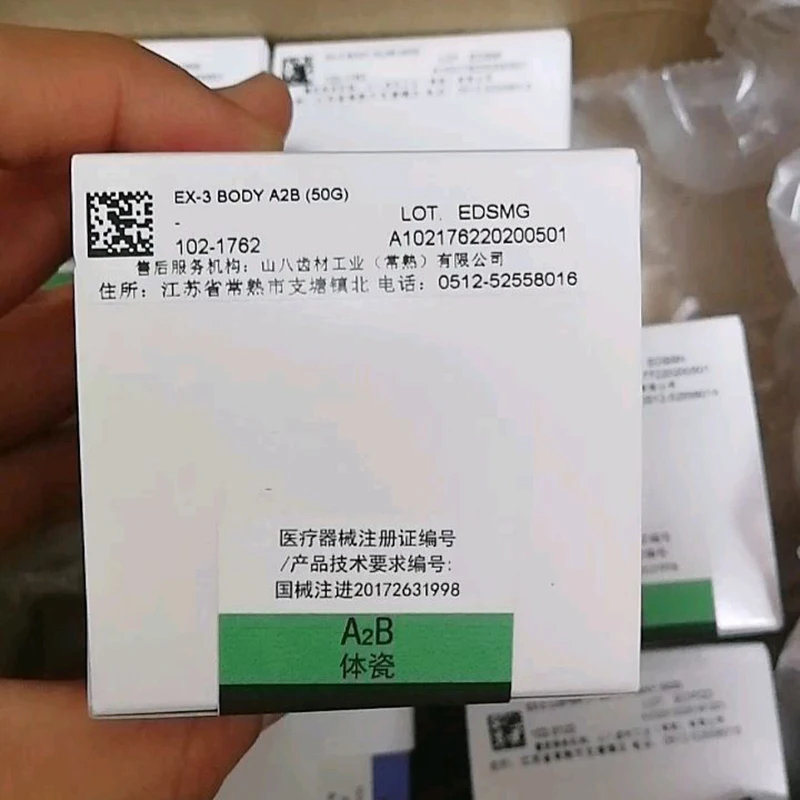 EX-3 BODY A2B (50G)
-
LOT. EDSMG
102-1762
A102176220200501
售后服务机构：山八齿材工业（常熟）有限公司
住所：江苏省常熟市支塘镇北 电话：0512-52558016
医疗器械注册证编号
/产品技术要求编号:
国械注进20172631998
A2B
体瓷